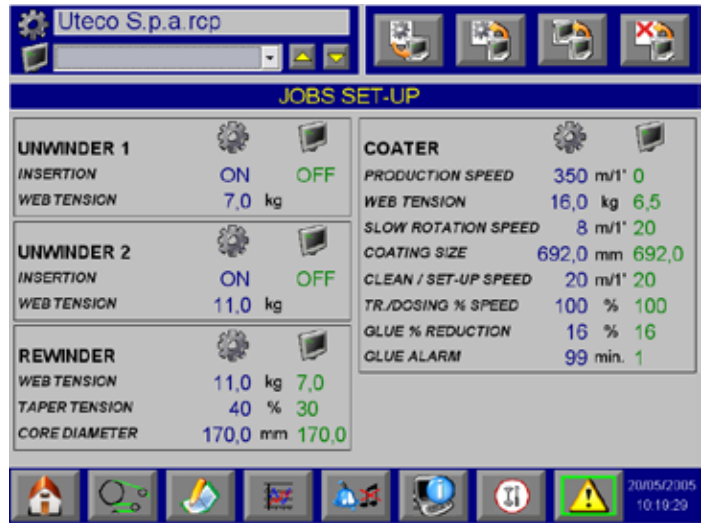 Uteco S.p.a.rcp
JOBS SET-UP
UNWINDER 1
INSERTION ON OFF
WEB TENSION 7,0 kg
UNWINDER 2
INSERTION ON OFF
WEB TENSION 11,0 kg
REWINDER
WEB TENSION 11,0 kg 7,0
TAPER TENSION 40 % 30
CORE DIAMETER 170,0 mm 170,0
COATER
PRODUCTION SPEED 350 m/1' 0
WEB TENSION 16,0 kg 6,5
SLOW ROTATION SPEED 8 m/1' 20
COATING SIZE 692,0 mm 692,0
CLEAN / SET-UP SPEED 20 m/1' 20
TR./DOSING % SPEED 100 % 100
GLUE % REDUCTION 16 % 16
GLUE ALARM 99 min. 1
20/05/2005
10:19:29